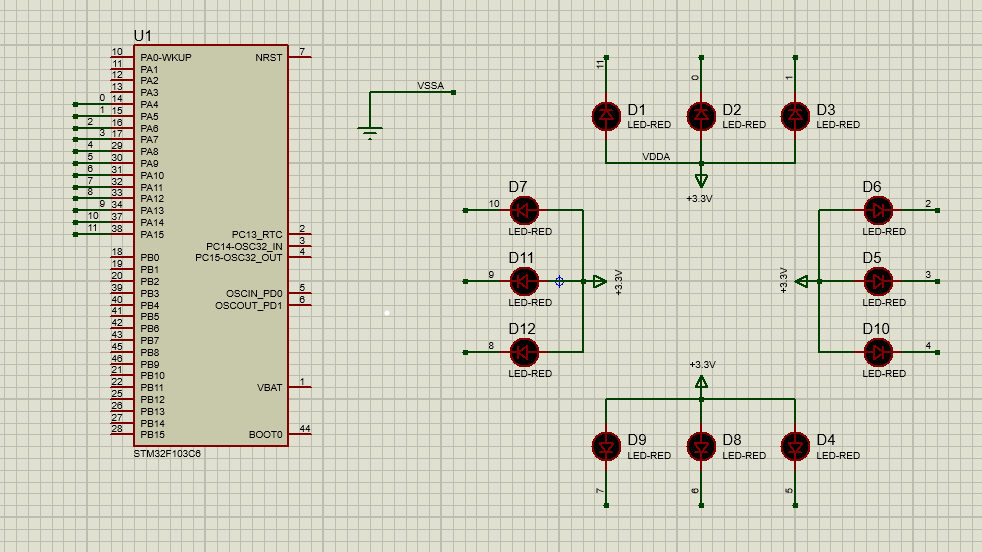 U1
10 PA0-WKUP NRST 7
11 PA1
12 PA2
13 PA3
0 14 PA4
1 15 PA5
2 16 PA6
3 17 PA7
4 29 PA8
5 30 PA9
6 31 PA10
7 32 PA11
8 33 PA12
9 34 PA13
10 37 PA14
11 38 PA15
PC13_RTC 2
PC14-OSC32_IN 3
18 PB0 PC15-OSC32_OUT 4
19 PB1
20 PB2
39 PB3 OSCIN_PD0 5
40 PB4 OSCOUT_PD1 6
41 PB5
42 PB6
43 PB7
45 PB8
46 PB9
21 PB10
22 PB11 VBAT 1
25 PB12
26 PB13
27 PB14
28 PB15 BOOT0 44
STM32F103C6
VSSA
11 0 1
D1 D2 D3
LED-RED LED-RED LED-RED
VDDA
+3.3V
D7
10
LED-RED
D11
9
LED-RED
+3.3V
D12
8
LED-RED
D6
2
LED-RED
D5
3
LED-RED
+3.3V
D10
4
LED-RED
+3.3V
D9 D8 D4
LED-RED LED-RED LED-RED
7 6 5